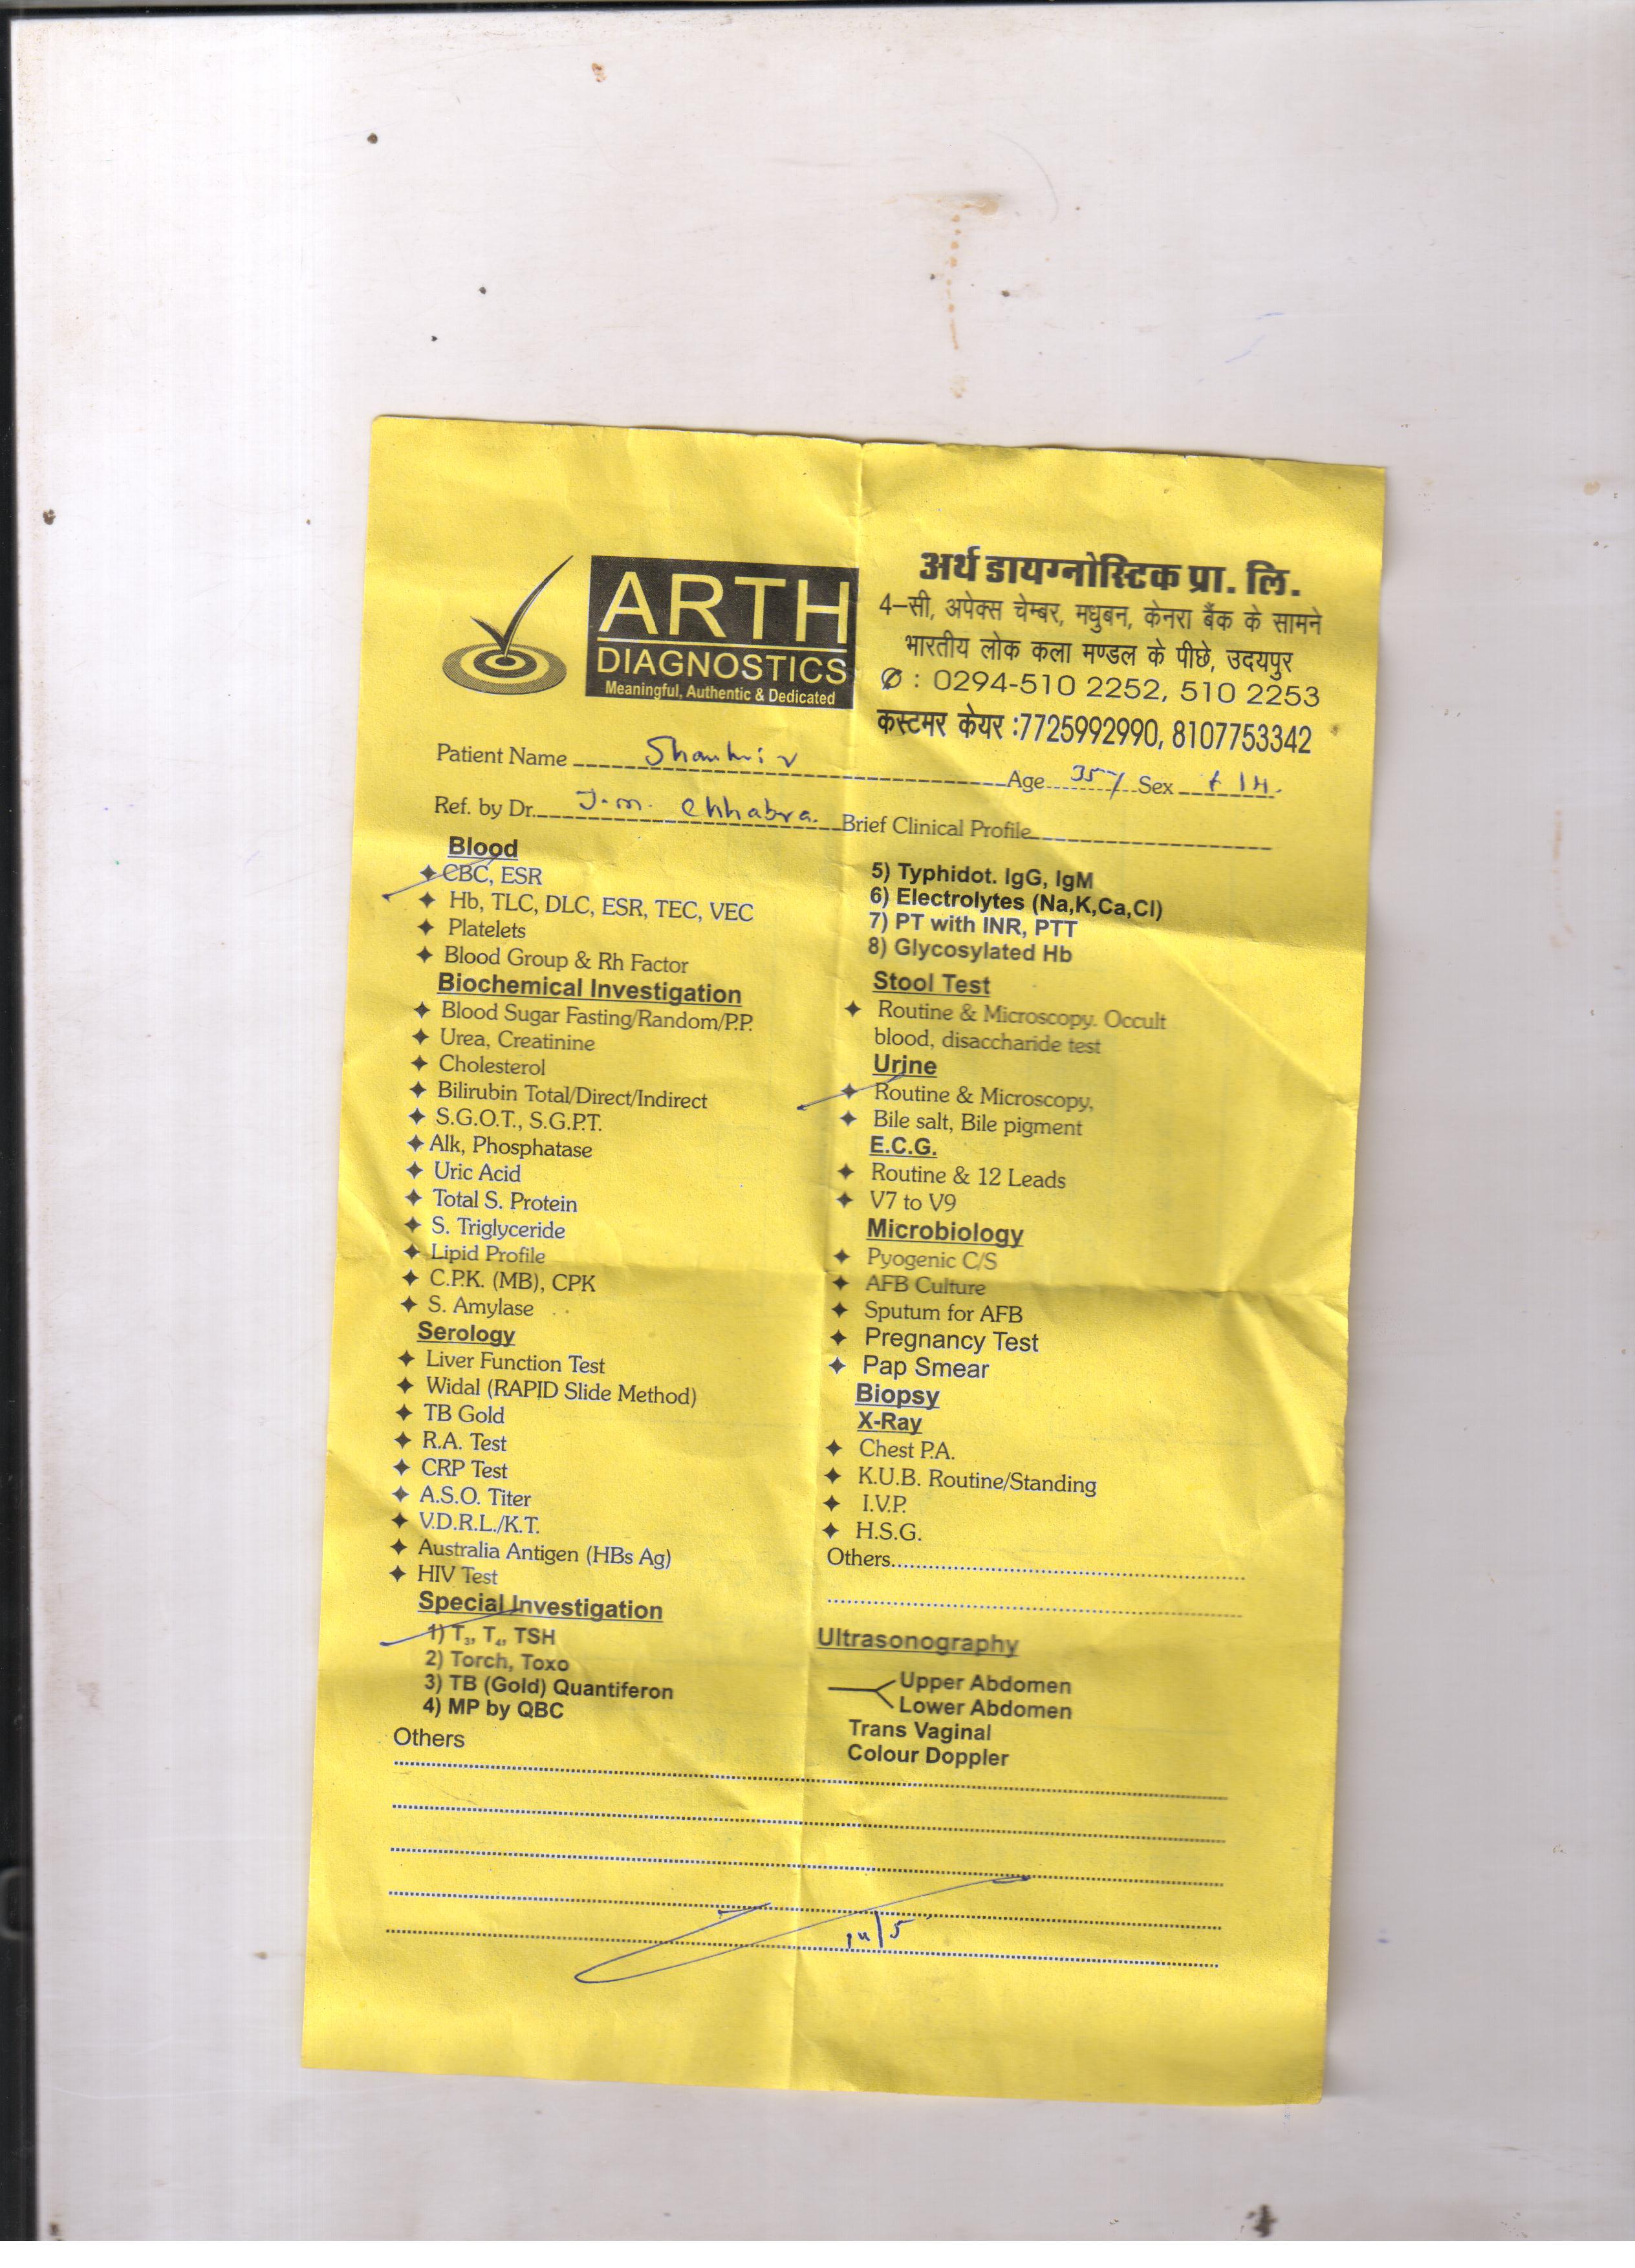 ARTH
DIAGNOSTICS
Meaningful, Authentic & Dedicated
अर्थ डायग्नोस्टिक प्रा. लि.
4–सी, अपेक्स चेम्बर, मधुबन, केनरा बैंक के सामने
भारतीय लोक कला मण्डल के पीछे, उदयपुर
: 0294-510 2252, 510 2253
कस्टमर केयर :7725992990, 8107753342
Patient Name
Age 35y Sex
Ref. by Dr. J.m. Chhabra. Brief Clinical Profile
Blood
CBC, ESR
Hb, TLC, DLC, ESR, TEC, VEC
Platelets
Blood Group & Rh Factor
Biochemical Investigation
Blood Sugar Fasting/Random/P.P.
Urea, Creatinine
Cholesterol
Bilirubin Total/Direct/Indirect
S.G.O.T., S.G.P.T.
Alk, Phosphatase
Uric Acid
Total S. Protein
S. Triglyceride
Lipid Profile
C.P.K. (MB), CPK
S. Amylase
Serology
Liver Function Test
Widal (RAPID Slide Method)
TB Gold
R.A. Test
CRP Test
A.S.O. Titer
V.D.R.L./K.T.
Australia Antigen (HBs Ag)
HIV Test
Special Investigation
1) T3, T4, TSH
2) Torch, Toxo
3) TB (Gold) Quantiferon
4) MP by QBC
Others
5) Typhidot. IgG, IgM
6) Electrolytes (Na,K,Ca,Cl)
7) PT with INR, PTT
8) Glycosylated Hb
Stool Test
Routine & Microscopy. Occult
blood, disaccharide test
Urine
Routine & Microscopy,
Bile salt, Bile pigment
E.C.G.
Routine & 12 Leads
V7 to V9
Microbiology
Pyogenic C/S
AFB Culture
Sputum for AFB
Pregnancy Test
Pap Smear
Biopsy
X-Ray
Chest P.A.
K.U.B. Routine/Standing
I.V.P.
H.S.G.
Others
Ultrasonography
Upper Abdomen
Lower Abdomen
Trans Vaginal
Colour Doppler